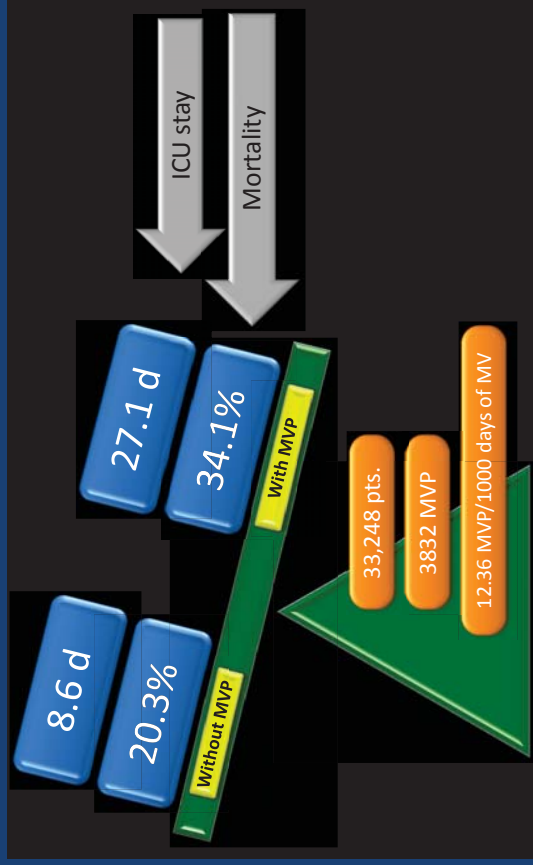 ICU stay
Mortality
8.6 d
27.1 d
20.3%
34.1%
Without MVP
With MVP
33,248 pts.
3832 MVP
12.36 MVP/1000 days of MV